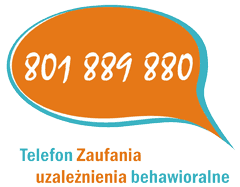 801 889 880
Telefon Zaufania
uzależnienia behawioralne